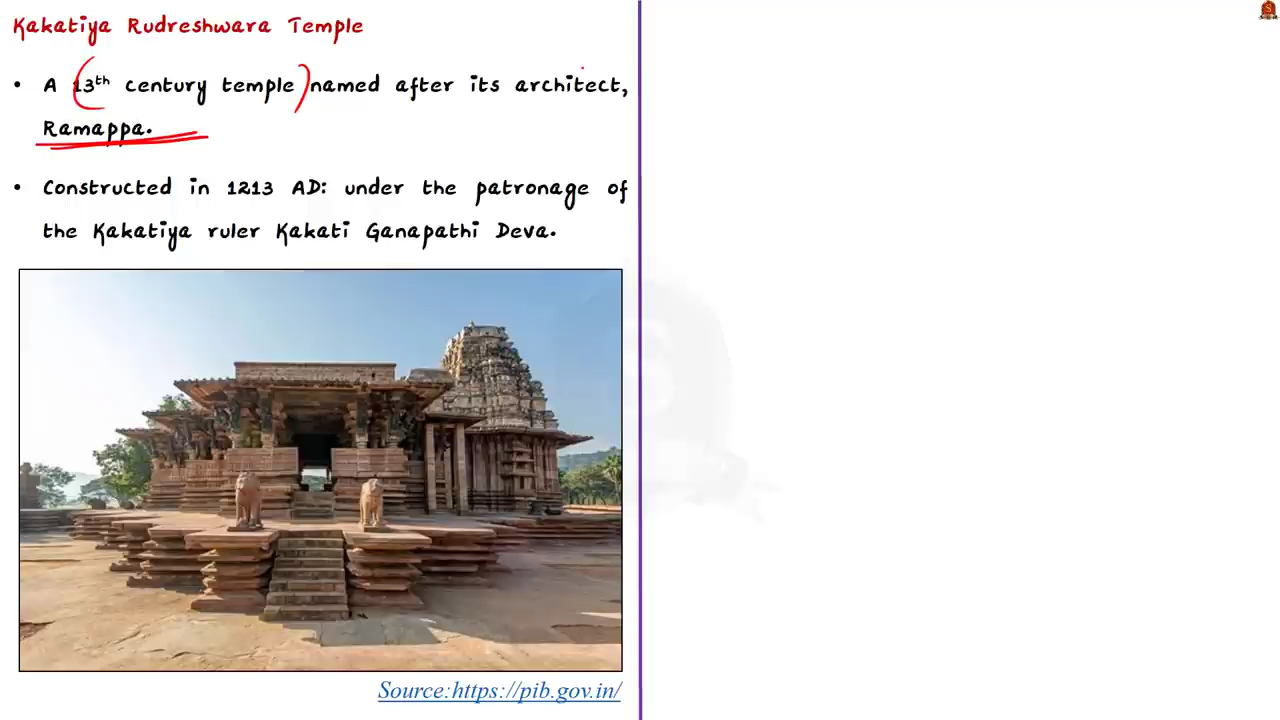 Kakatiya Rudreshwara Temple
• A 13th century temple named after its architect,
Ramappa.
• Constructed in 1213 AD: under the patronage of
the Kakatiya ruler Kakati Ganapathi Deva.
Source:https://pib.gov.in/